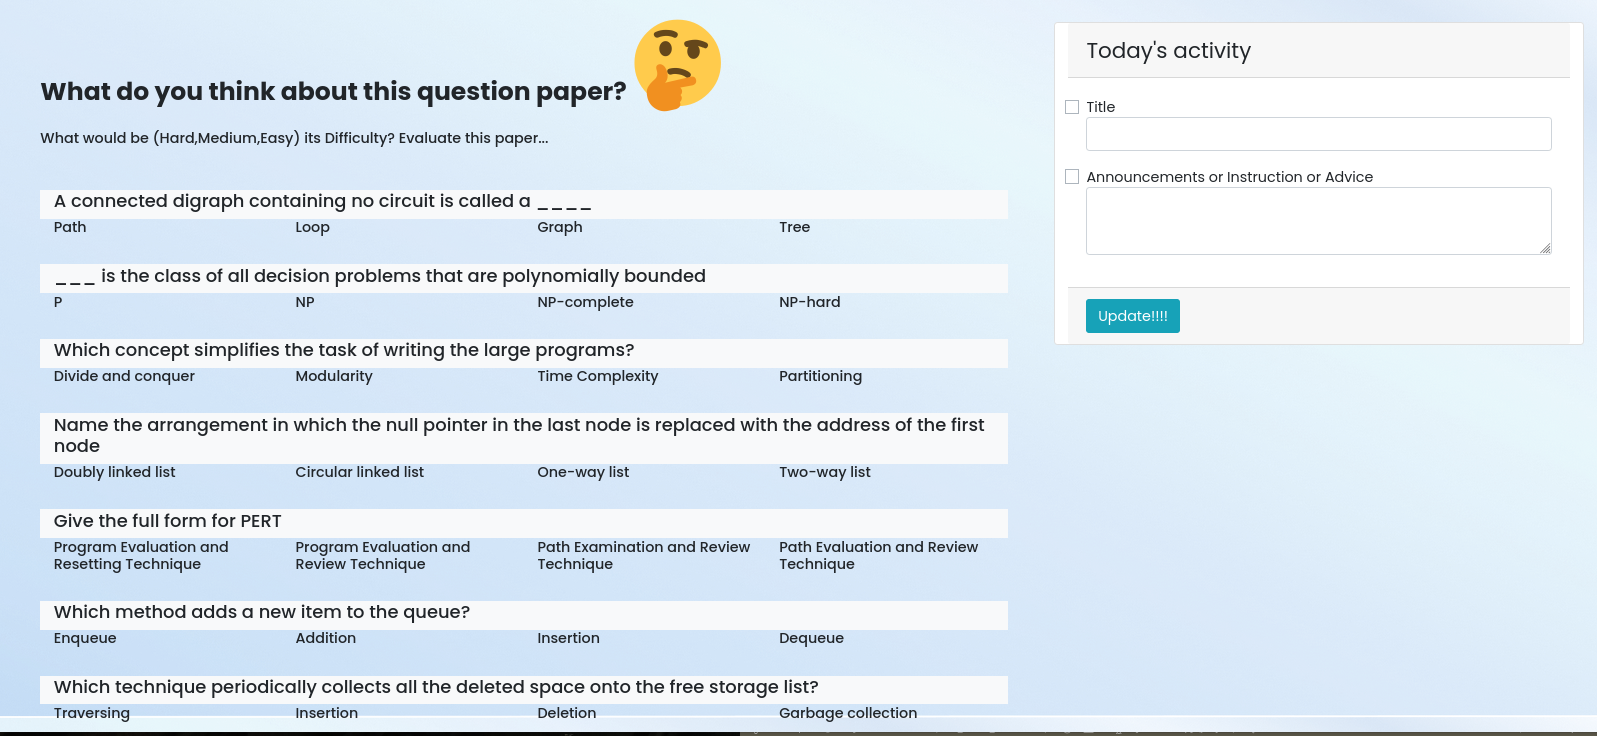 What do you think about this question paper?
What would be (Hard,Medium,Easy) its Difficulty? Evaluate this paper...
A connected digraph containing no circuit is called a ____
Path Loop Graph Tree
___ is the class of all decision problems that are polynomially bounded
P NP NP-complete NP-hard
Which concept simplifies the task of writing the large programs?
Divide and conquer Modularity Time Complexity Partitioning
Name the arrangement in which the null pointer in the last node is replaced with the address of the first
node
Doubly linked list Circular linked list One-way list Two-way list
Give the full form for PERT
Program Evaluation and Program Evaluation and Path Examination and Review Path Evaluation and Review
Resetting Technique Review Technique Technique Technique
Which method adds a new item to the queue?
Enqueue Addition Insertion Dequeue
Which technique periodically collects all the deleted space onto the free storage list?
Traversing Insertion Deletion Garbage collection
Today's activity
Title
Announcements or Instruction or Advice
Update!!!!